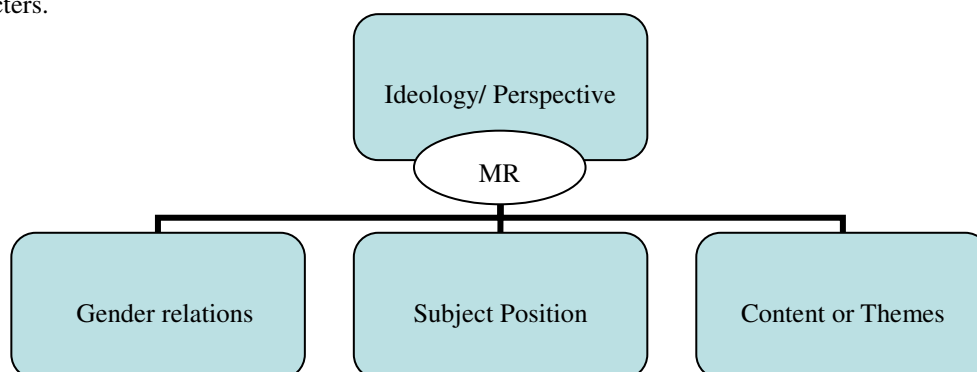 cters.
Ideology/ Perspective
MR
Gender relations
Subject Position
Content or Themes